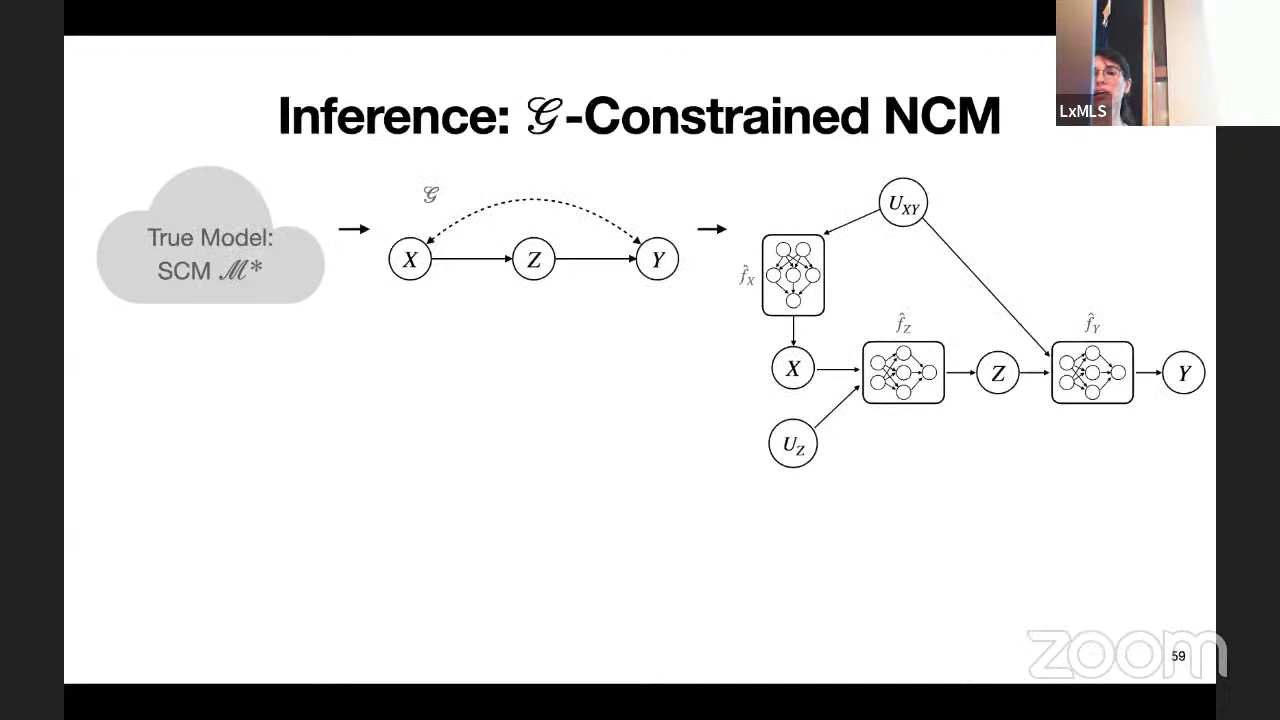 Inference: 𝒢-Constrained NCM
LxMLS
True Model:
SCM ℳ*
𝒢
X
Z
Y
U_XY
f̂_X
X
U_Z
f̂_Z
Z
f̂_Y
Y
zoom
59